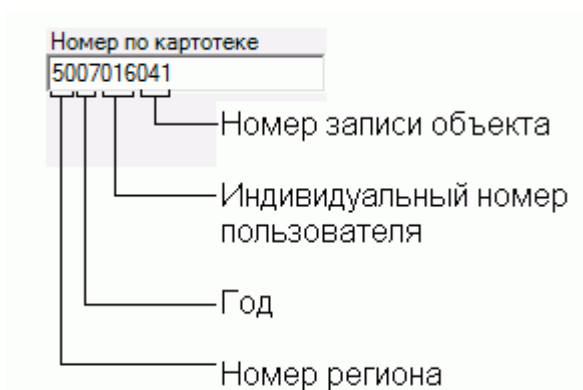 Номер по картотеке
5007016041
Номер записи объекта
Индивидуальный номер
пользователя
Год
Номер региона